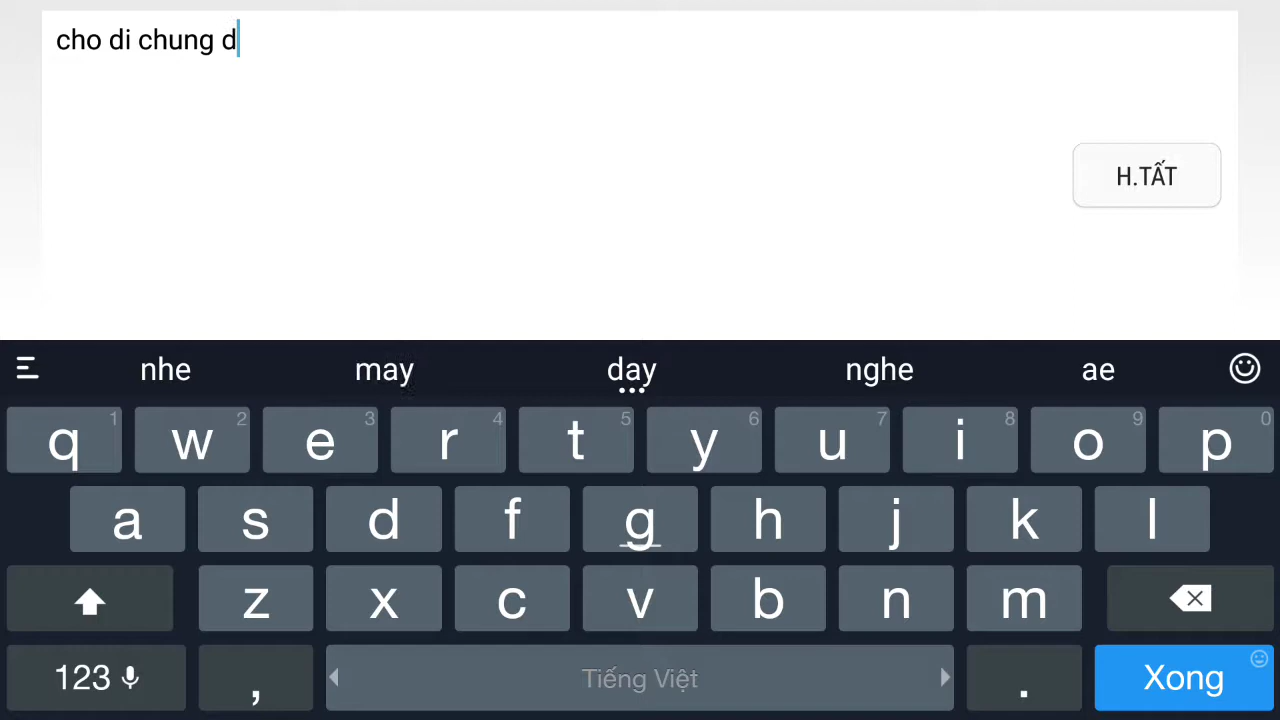 cho di chung d
H.TẤT
nhe may day nghe ae
q 1 w 2 e 3 r 4 t 5 y 6 u 7 i 8 o 9 p 0
a s d f g h j k l
z x c v b n m
123 , Tiếng Việt . Xong